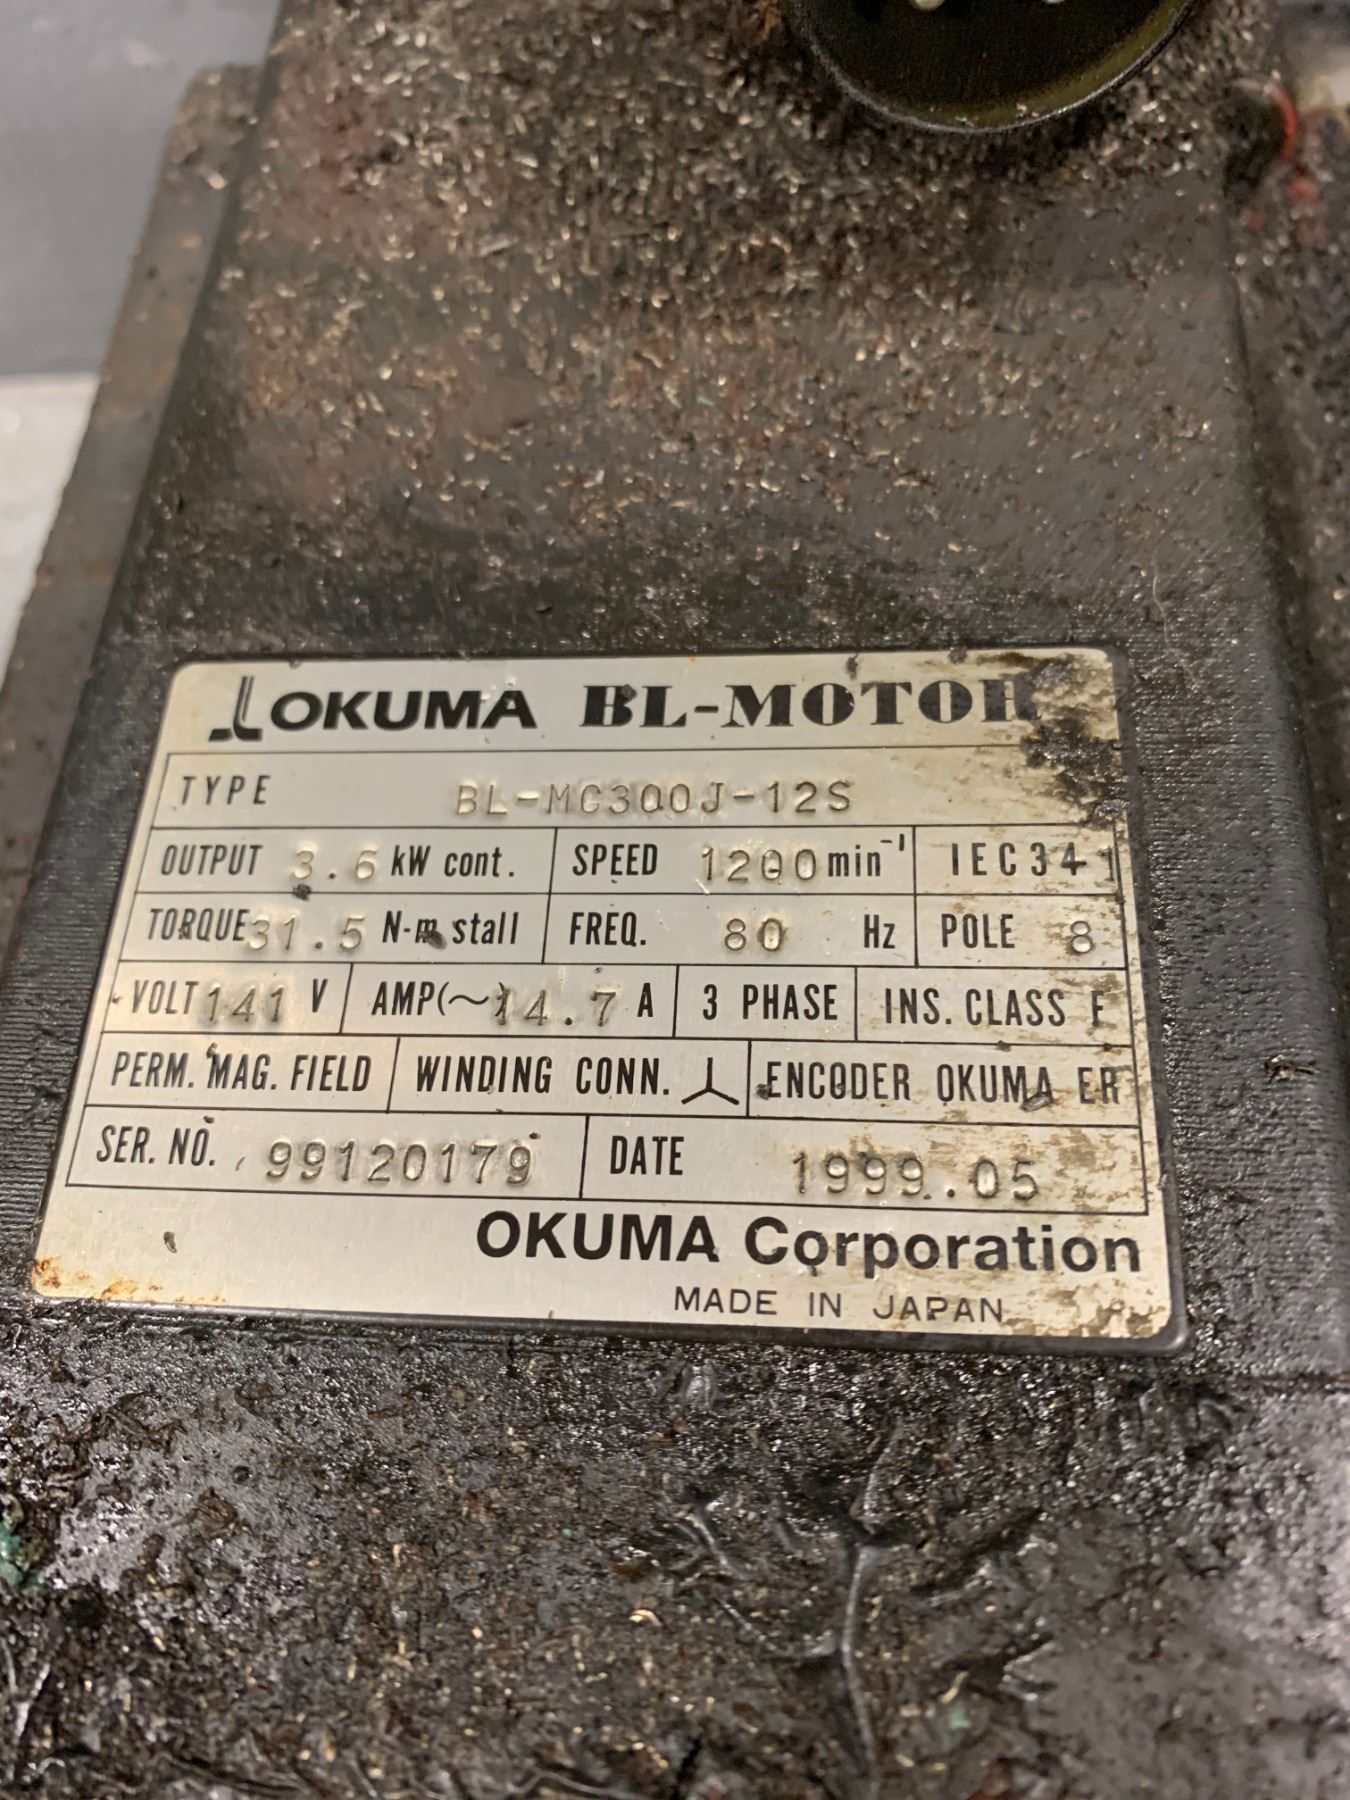 OKUMA BL-MOTOR
TYPE BL-MC300J-12S
OUTPUT 3.6 kW cont. SPEED 1200 min⁻¹ IEC34-1
TORQUE 31.5 N-m stall FREQ. 80 Hz POLE 8
VOLT 141 V AMP(~) 14.7 A 3 PHASE INS. CLASS F
PERM. MAG. FIELD WINDING CONN. ENCODER OKUMA ER
SER. NO. 99120179 DATE 1999.05
OKUMA Corporation
MADE IN JAPAN